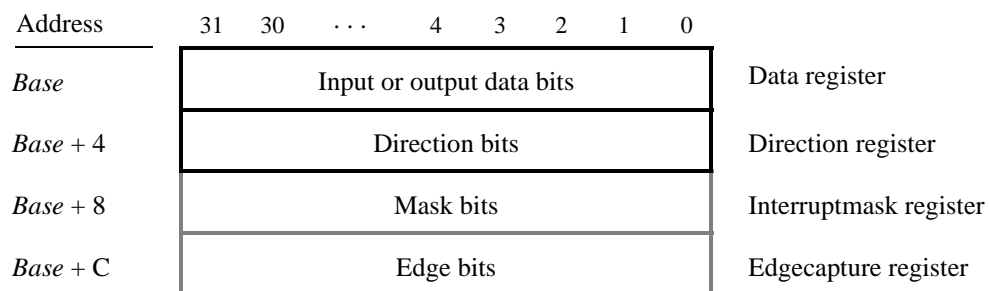 Address 31 30 · · · 4 3 2 1 0
Base Input or output data bits Data register
Base + 4 Direction bits Direction register
Base + 8 Mask bits Interruptmask register
Base + C Edge bits Edgecapture register